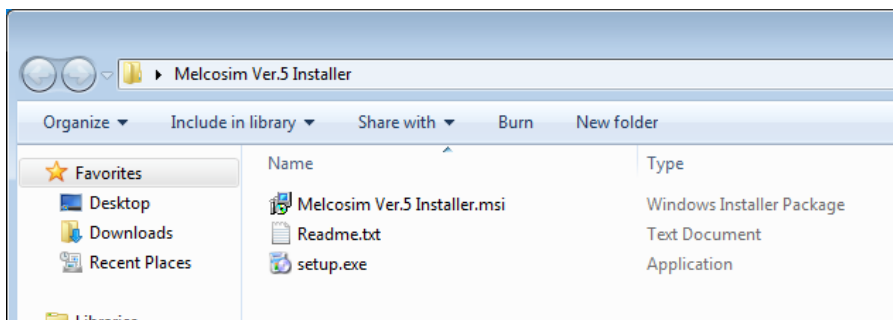 Melcosim Ver.5 Installer
Organize Include in library Share with Burn New folder
Favorites
Desktop
Downloads
Recent Places
Libraries
Name Type
Melcosim Ver.5 Installer.msi Windows Installer Package
Readme.txt Text Document
setup.exe Application